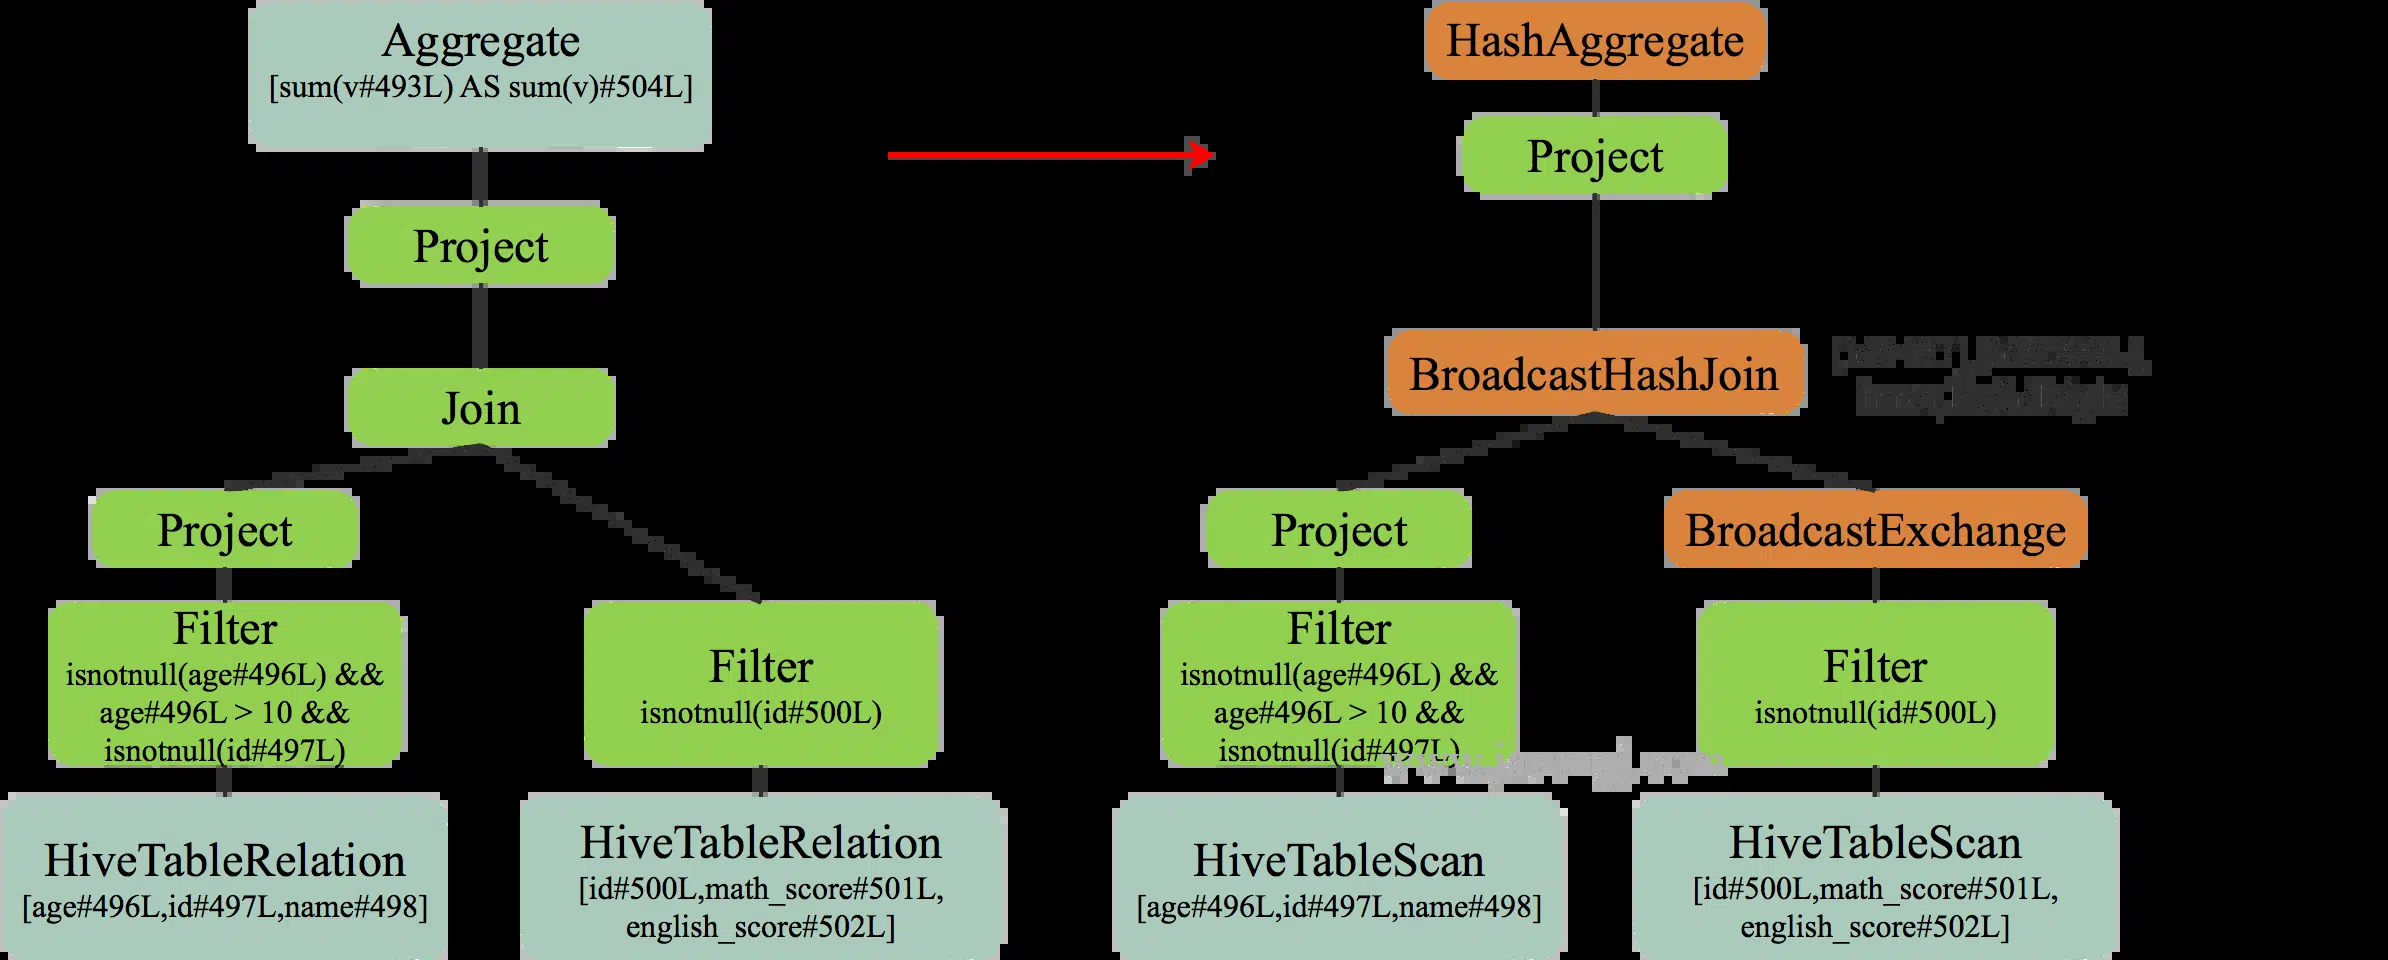 Aggregate
[sum(v#493L) AS sum(v)#504L]
Project
Join
Project
Filter
isnotnull(age#496L) &&
age#496L > 10 &&
isnotnull(id#497L)
HiveTableRelation
[age#496L,id#497L,name#498]
Filter
isnotnull(id#500L)
HiveTableRelation
[id#500L,math_score#501L,
english_score#502L]
HashAggregate
Project
BroadcastHashJoin
Project
Filter
isnotnull(age#496L) &&
age#496L > 10 &&
isnotnull(id#497L)
HiveTableScan
[age#496L,id#497L,name#498]
BroadcastExchange
Filter
isnotnull(id#500L)
HiveTableScan
[id#500L,math_score#501L,
english_score#502L]